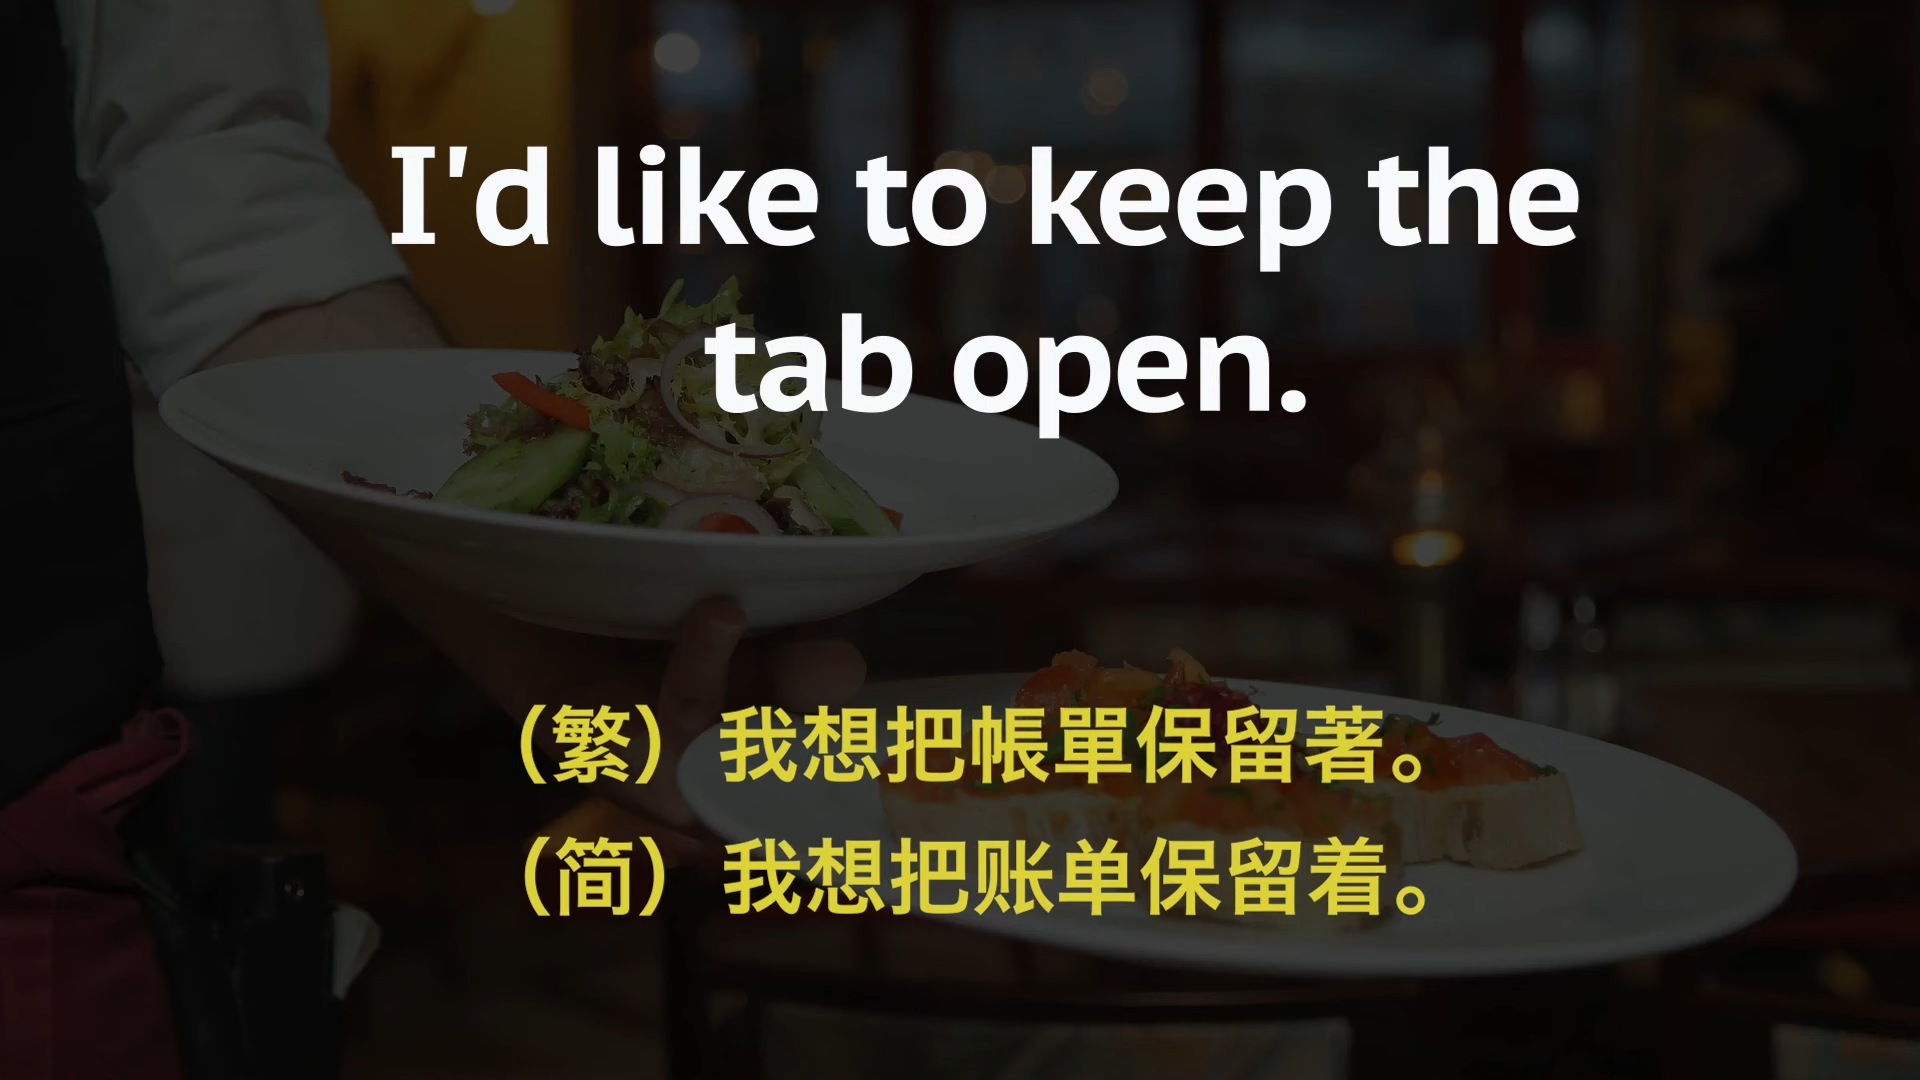 I'd like to keep the
tab open.
（繁）我想把帳單保留著。
（简）我想把账单保留着。